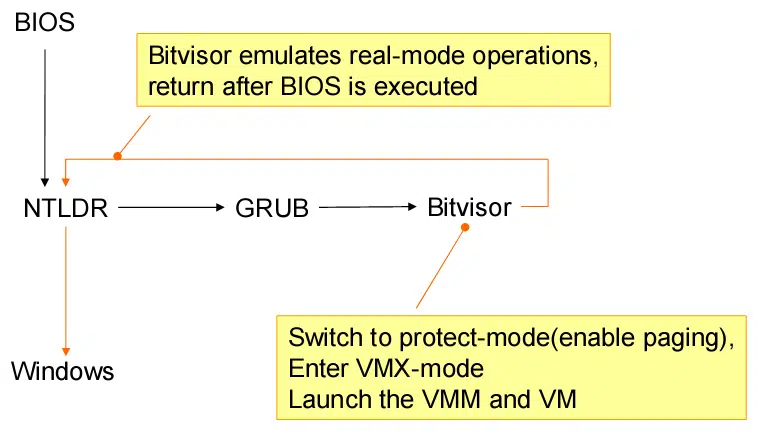 BIOS
Bitvisor emulates real-mode operations,
return after BIOS is executed
NTLDR
GRUB
Bitvisor
Switch to protect-mode(enable paging),
Enter VMX-mode
Launch the VMM and VM
Windows